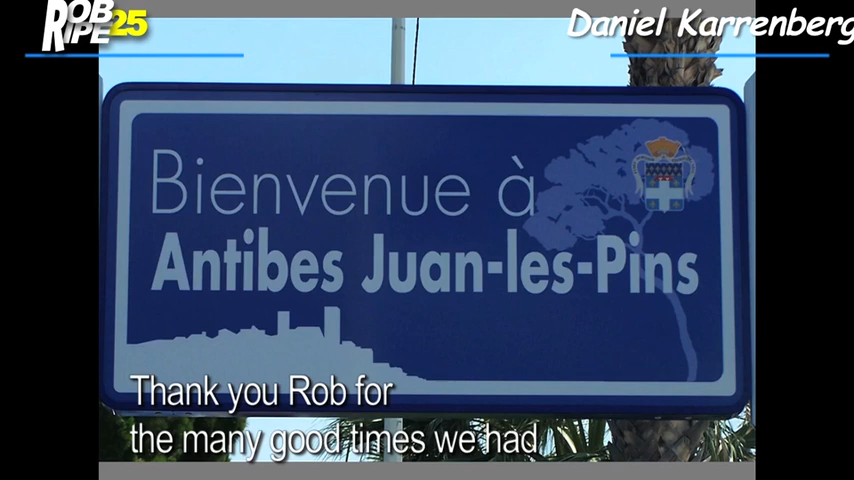 ROB
RIPE25
Daniel Karrenberg
Bienvenue à
Antibes Juan-les-Pins
Thank you Rob for
the many good times we had